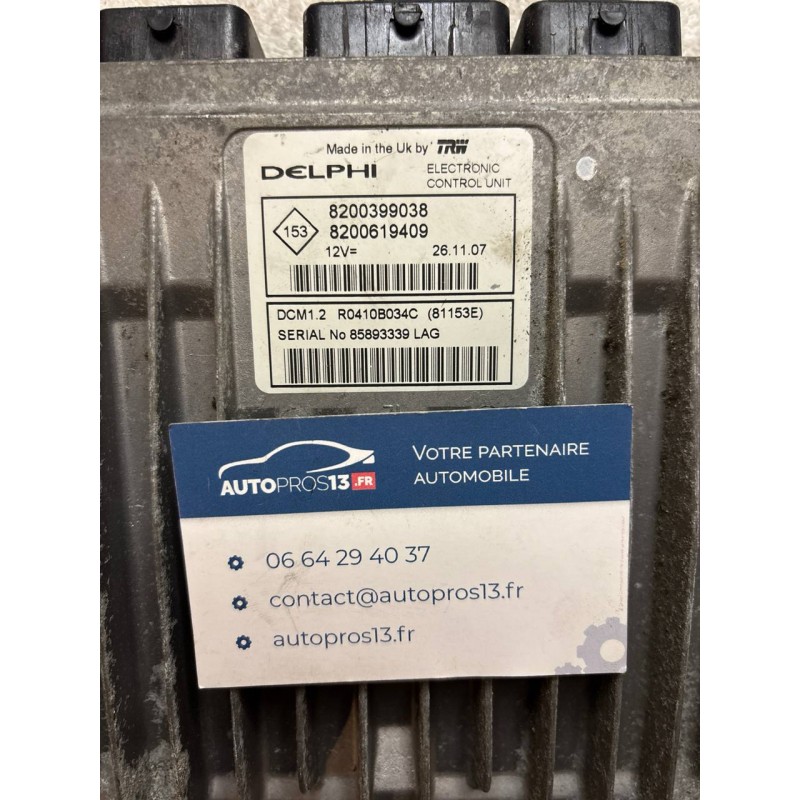 Made in the Uk by TRW
DELPHI
ELECTRONIC
CONTROL UNIT
153
8200399038
8200619409
12V=
26.11.07
DCM1.2 R0410B034C (81153E)
SERIAL No 85893339 LAG
AUTOPROS13.FR
VOTRE PARTENAIRE
AUTOMOBILE
06 64 29 40 37
contact@autopros13.fr
autopros13.fr